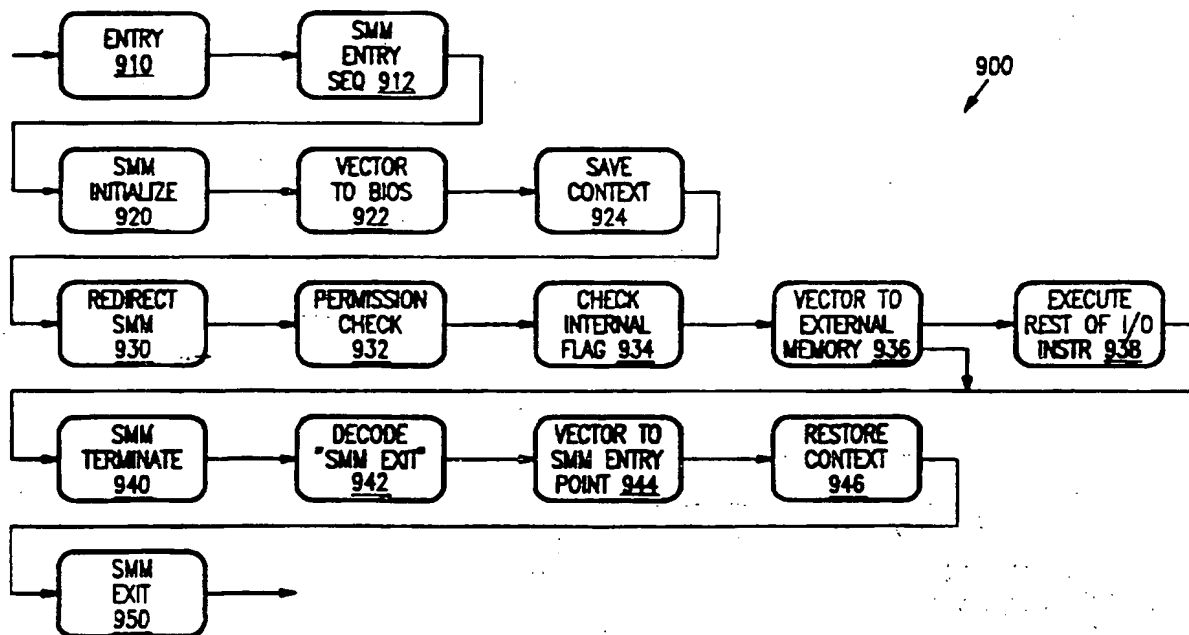 ENTRY
910
SMM
ENTRY
SEQ 912
900
SMM
INITIALIZE
920
VECTOR
TO BIOS
922
SAVE
CONTEXT
924
REDIRECT
SMM
930
PERMISSION
CHECK
932
CHECK
INTERNAL
FLAG 934
VECTOR TO
EXTERNAL
MEMORY 936
EXECUTE
REST OF I/O
INSTR 938
SMM
TERMINATE
940
DECODE
"SMM EXIT"
942
VECTOR TO
SMM ENTRY
POINT 944
RESTORE
CONTEXT
946
SMM
EXIT
950